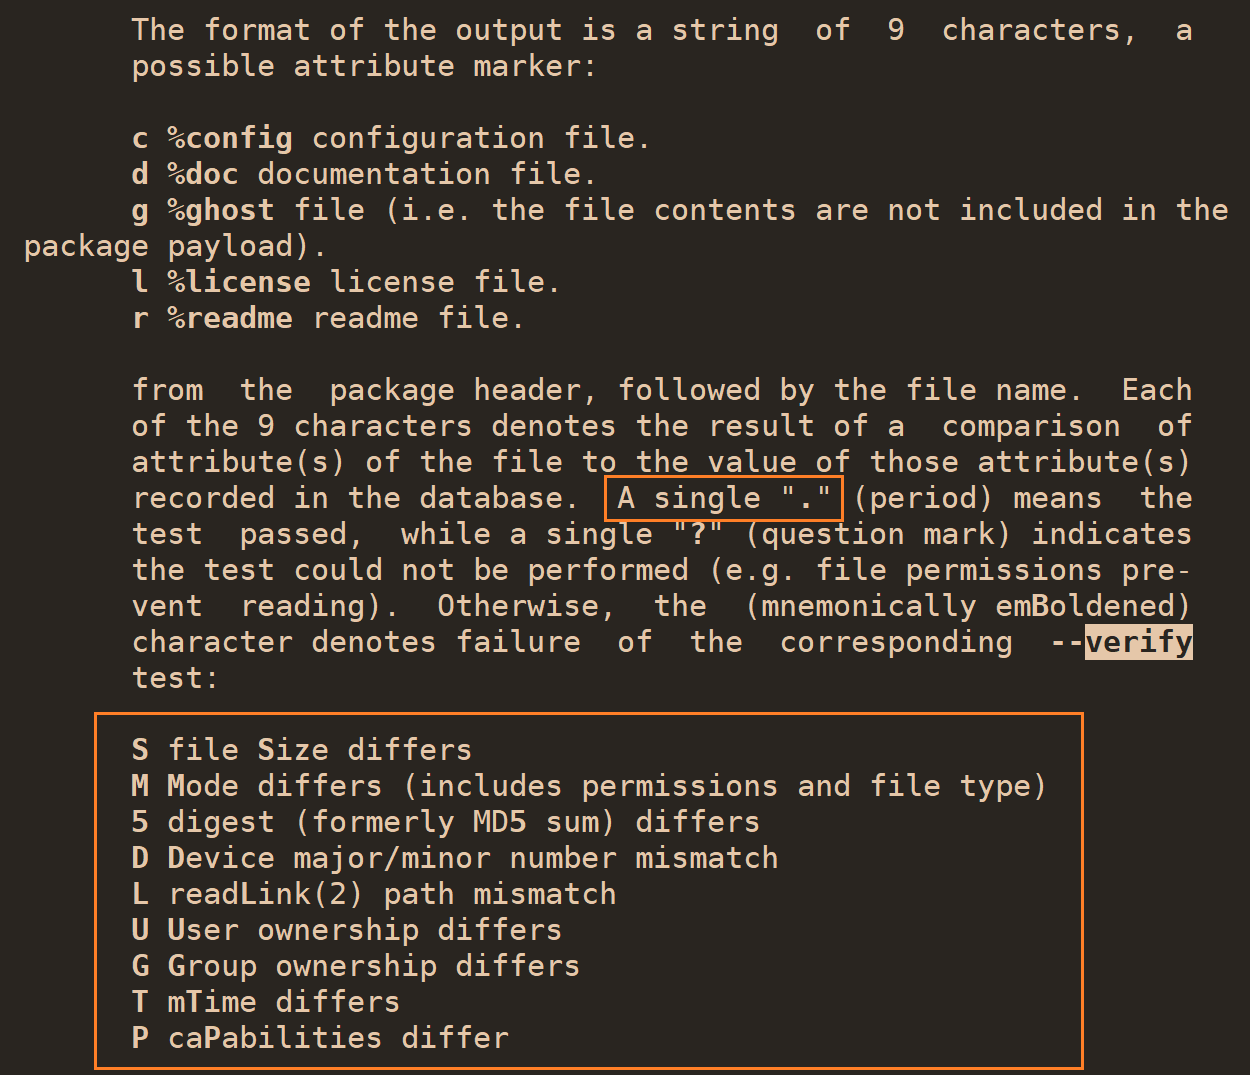 The format of the output is a string  of  9  characters,  a
possible attribute marker:
c %config configuration file.
d %doc documentation file.
g %ghost file (i.e. the file contents are not included in the
package payload).
l %license license file.
r %readme readme file.
from  the  package header, followed by the file name.  Each
of the 9 characters denotes the result of a  comparison  of
attribute(s) of the file to the value of those attribute(s)
recorded in the database.  A single "." (period) means  the
test  passed,  while a single "?" (question mark) indicates
the test could not be performed (e.g. file permissions pre-
vent  reading).  Otherwise,  the  (mnemonically emBoldened)
character denotes failure  of  the  corresponding  --verify
test:
S file Size differs
M Mode differs (includes permissions and file type)
5 digest (formerly MD5 sum) differs
D Device major/minor number mismatch
L readLink(2) path mismatch
U User ownership differs
G Group ownership differs
T mTime differs
P caPabilities differ